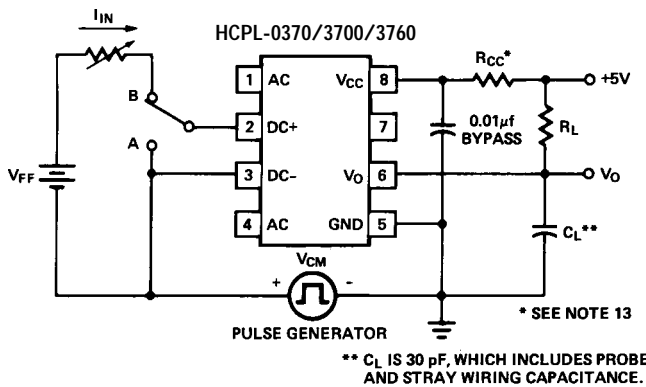 I_IN
HCPL-0370/3700/3760
R_CC*
+5V
1 AC
V_CC 8
B
0.01μf
BYPASS
R_L
2 DC+
7
A
V_FF
3 DC–
V_O 6
V_O
4 AC
GND 5
C_L**
V_CM
+
-
PULSE GENERATOR
* SEE NOTE 13
** C_L IS 30 pF, WHICH INCLUDES PROBE
AND STRAY WIRING CAPACITANCE.